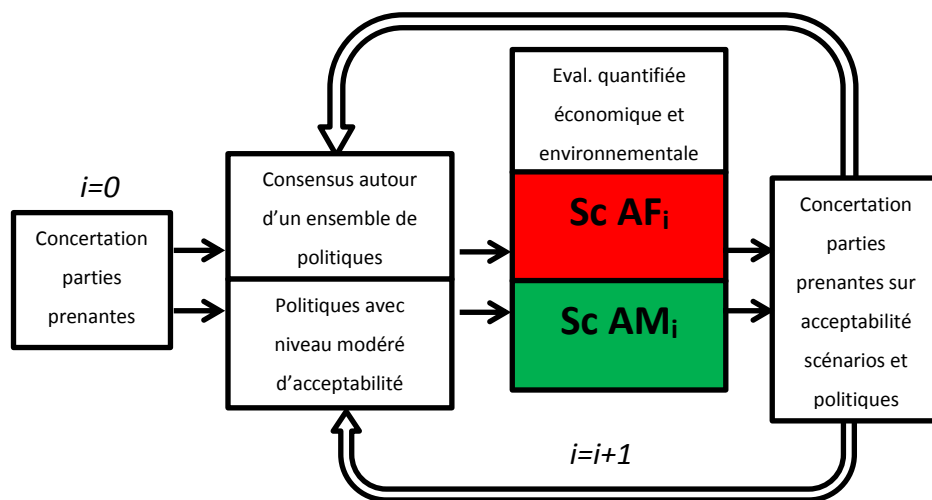 i=0
Concertation
parties
prenantes
Consensus autour
d’un ensemble de
politiques
Politiques avec
niveau modéré
d’acceptabilité
Eval. quantifiée
économique et
environnementale
Sc AFi
Sc AMi
Concertation
parties
prenantes sur
acceptabilité
scénarios et
politiques
i=i+1